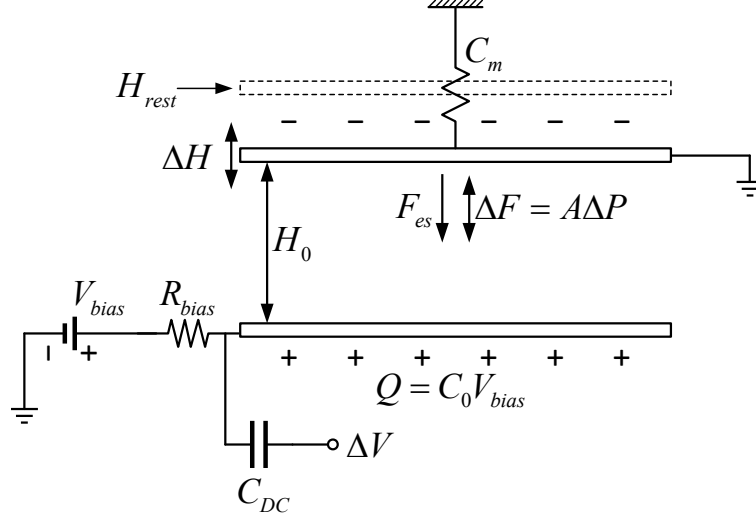 C_m
H_rest
− − − − − −
ΔH
F_es
ΔF = AΔP
H_0
V_bias
R_bias
− +
+ + + + + +
Q = C_0V_bias
ΔV
C_DC